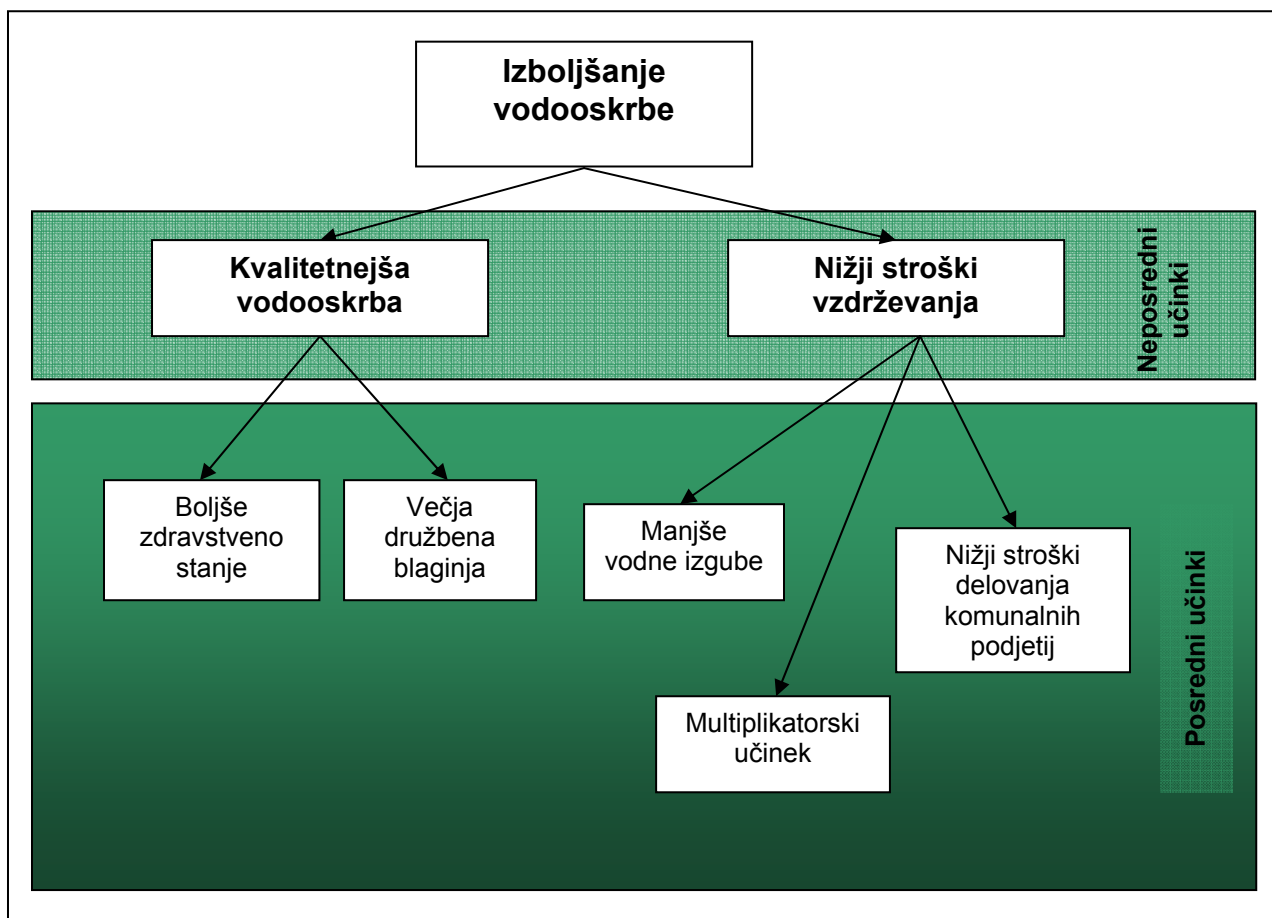 Izboljšanje
vodooskrbe
Kvalitetnejša
vodooskrba
Nižji stroški
vzdrževanja
Neposredni
učinki
Boljše
zdravstveno
stanje
Večja
družbena
blaginja
Manjše
vodne izgube
Nižji stroški
delovanja
komunalnih
podjetij
Multiplikatorski
učinek
Posredni učinki